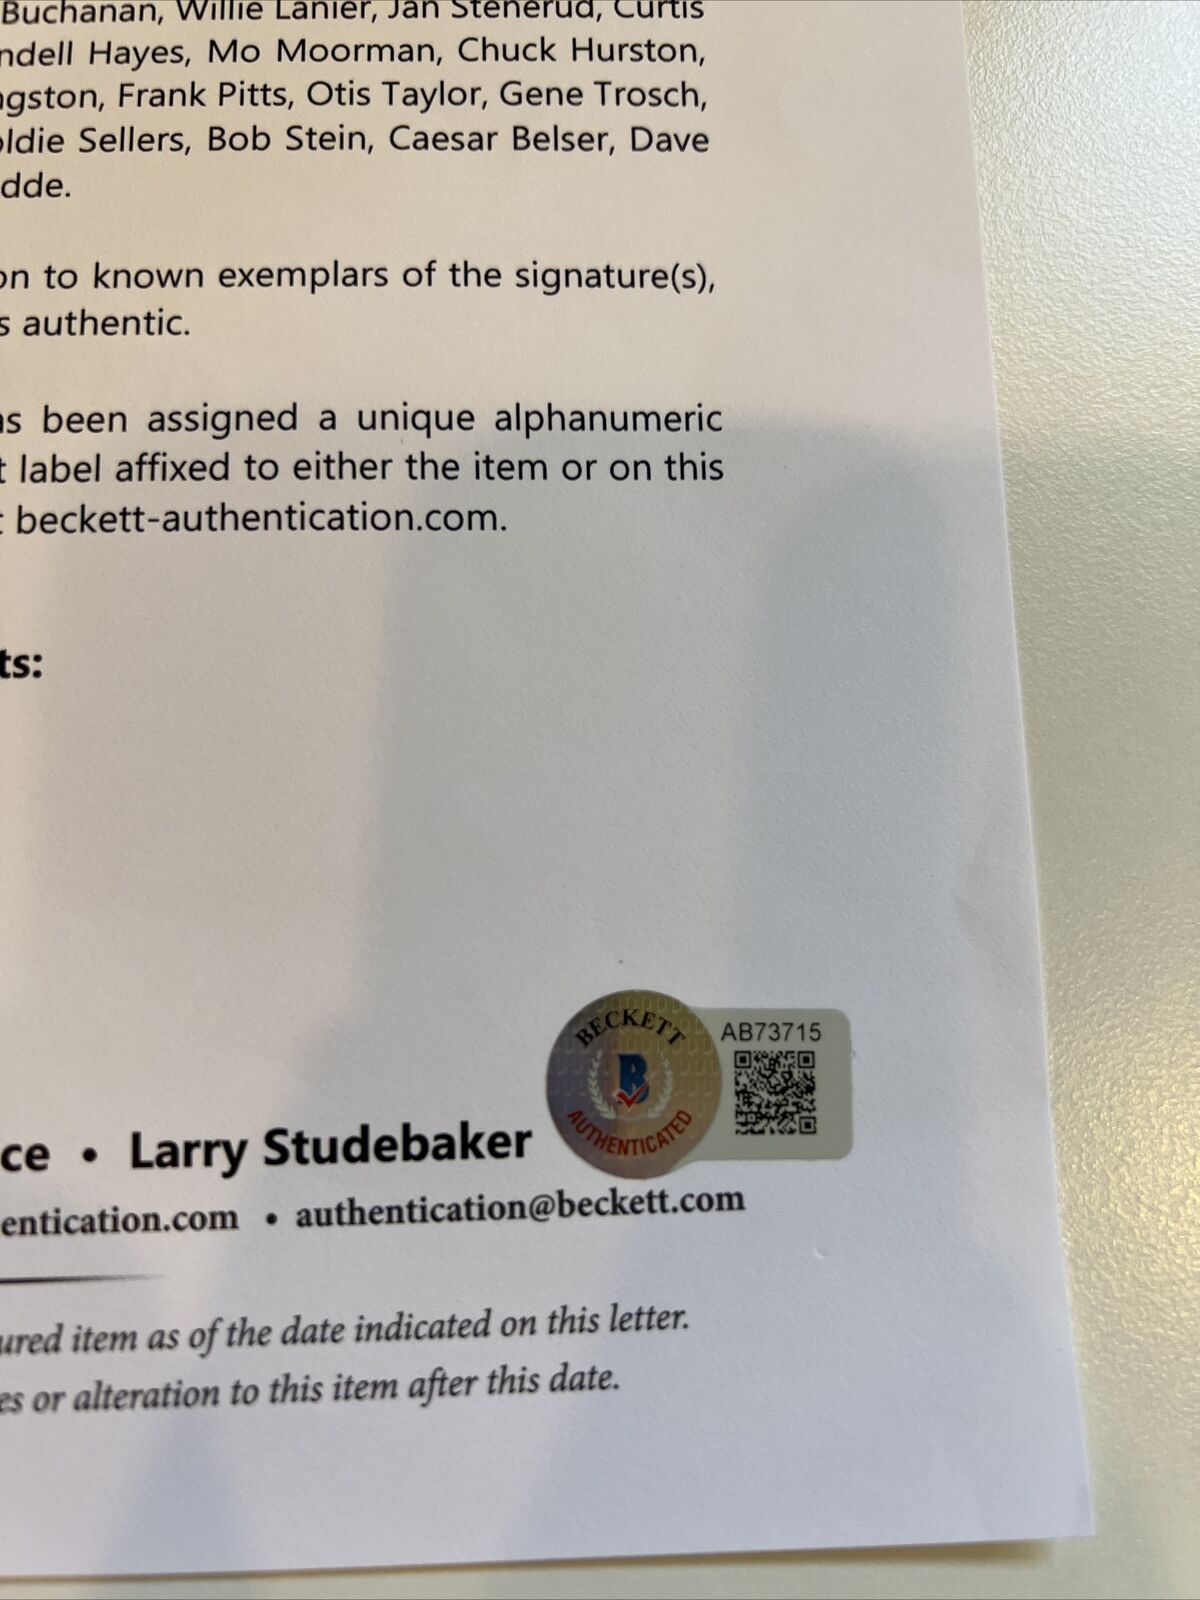 Buchanan, Willie Lanier, Jan Stenerud, Curtis
ndell Hayes, Mo Moorman, Chuck Hurston,
ngston, Frank Pitts, Otis Taylor, Gene Trosch,
oldie Sellers, Bob Stein, Caesar Belser, Dave
dde.
on to known exemplars of the signature(s),
s authentic.
as been assigned a unique alphanumeric
t label affixed to either the item or on this
t beckett-authentication.com.
ts:
BECKETT
B
AUTHENTICATED
AB73715
ce • Larry Studebaker
entication.com • authentication@beckett.com
ured item as of the date indicated on this letter.
es or alteration to this item after this date.